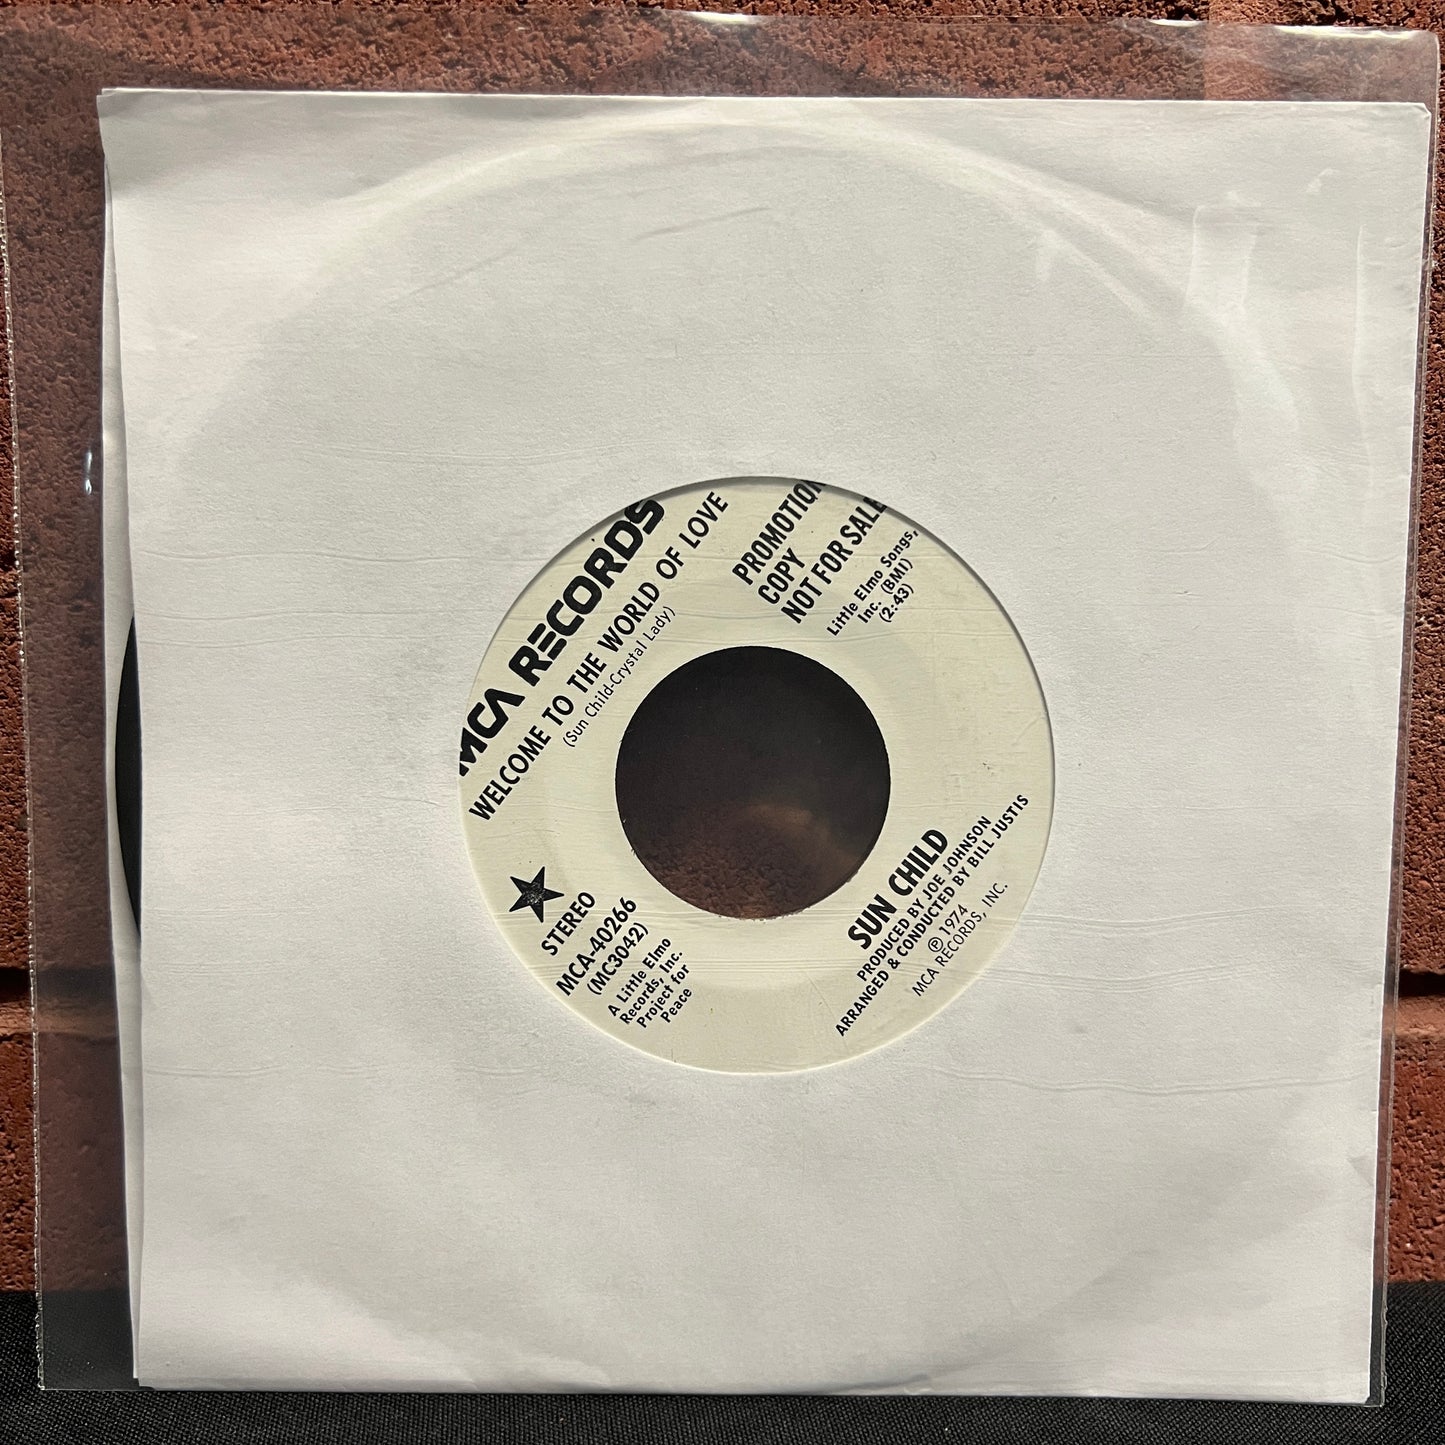 MCA RECORDS
WELCOME TO THE WORLD OF LOVE
(Sun Child-Crystal Lady)
PROMOTION
COPY
NOT FOR SALE
Little Elmo Songs,
Inc. (BMI)
(2:43)
STEREO
MCA-40266
(MC3042)
A Little Elmo
Records, Inc.
Project for
Peace
SUN CHILD
PRODUCED BY JOE JOHNSON
ARRANGED & CONDUCTED BY BILL JUSTIS
℗ 1974
MCA RECORDS, INC.